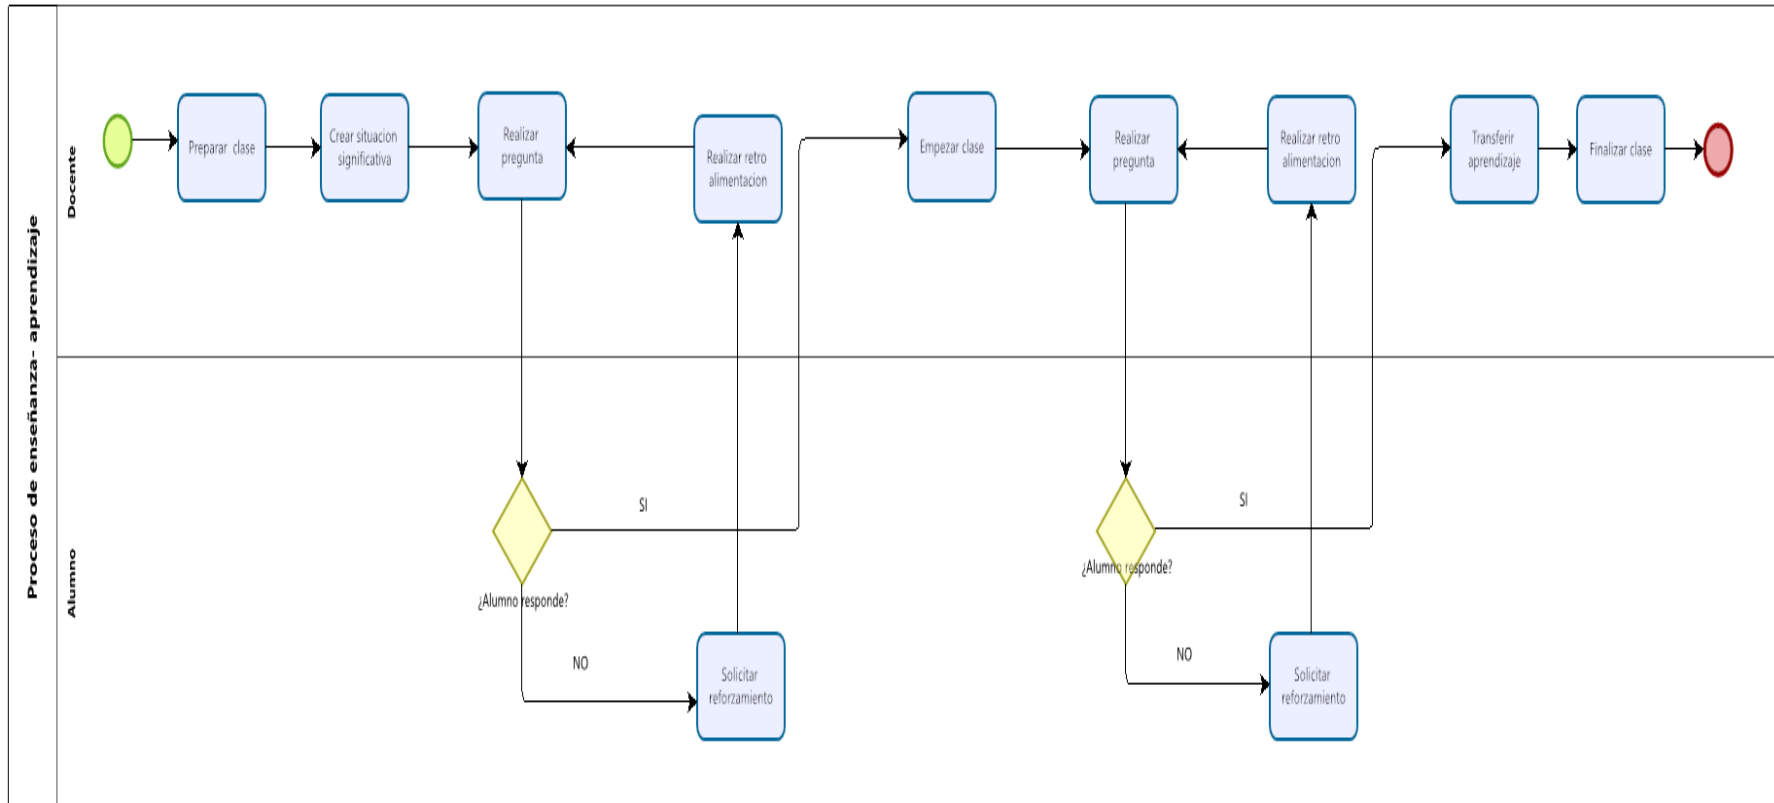 Proceso de enseñanza- aprendizaje
Docente
Preparar clase
Crear situacion
significativa
Realizar
pregunta
Realizar retro
alimentacion
Empezar clase
Realizar
pregunta
Realizar retro
alimentacion
Transferir
aprendizaje
Finalizar clase
Alumno
SI
¿Alumno responde?
NO
Solicitar
reforzamiento
SI
¿Alumno responde?
NO
Solicitar
reforzamiento